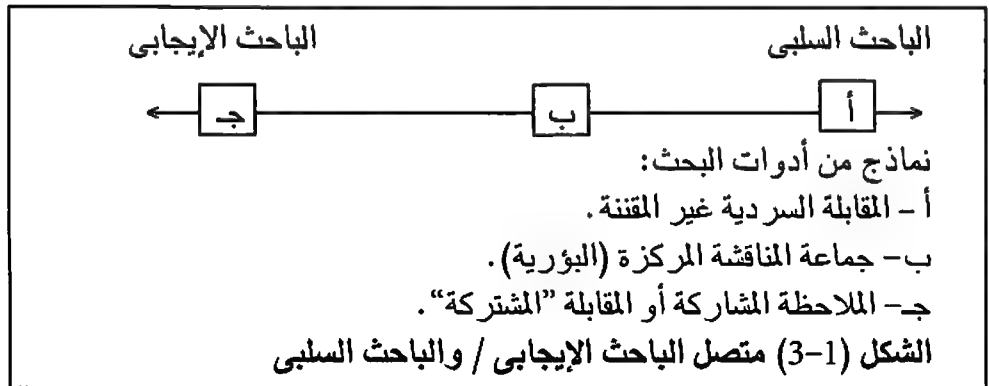 الباحث السلبى الباحث الإيجابى
أ ب جـ
نماذج من أدوات البحث:
أ – المقابلة السردية غير المقننة.
ب – جماعة المناقشة المركزة (البؤرية).
جـ – الملاحظة المشاركة أو المقابلة ”المشتركة“.
الشكل (1–3) متصل الباحث الإيجابى / والباحث السلبى